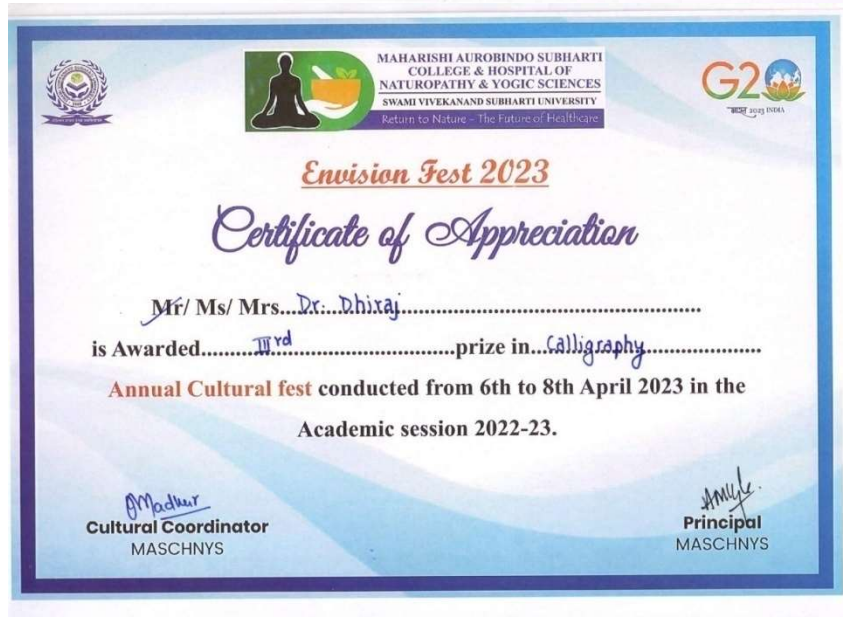 MAHARISHI AUROBINDO SUBHARTI
COLLEGE & HOSPITAL OF
NATUROPATHY & YOGIC SCIENCES
SWAMI VIVEKANAND SUBHARTI UNIVERSITY
Return to Nature - The Future of Healthcare
G20
भारत 2023 INDIA
Envision Fest 2023
Certificate of Appreciation
Mr/ Ms/ Mrs...Dr. Dhiraj...
is Awarded...IIIrd...prize in...Calligraphy...
Annual Cultural fest conducted from 6th to 8th April 2023 in the
Academic session 2022-23.
Madhur
Cultural Coordinator
MASCHNYS
Principal
MASCHNYS